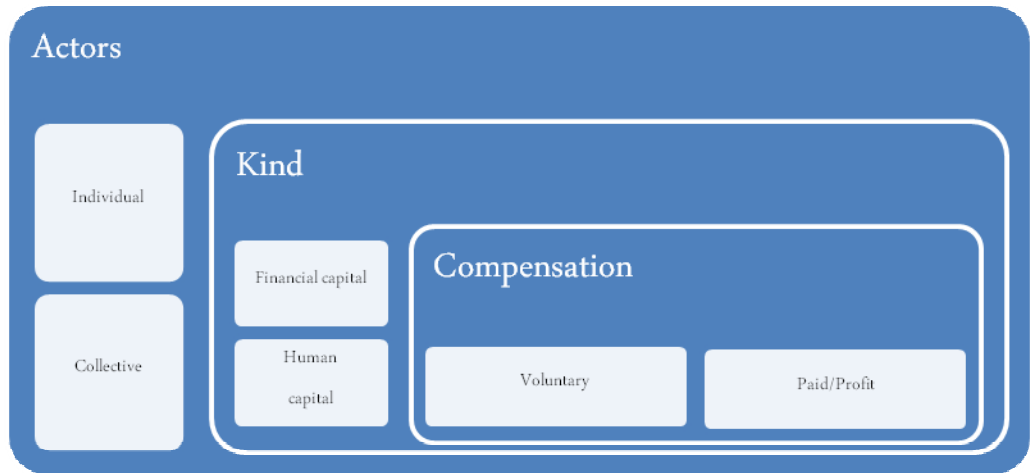 Actors
Individual
Collective
Kind
Financial capital
Human
capital
Compensation
Voluntary
Paid/Profit